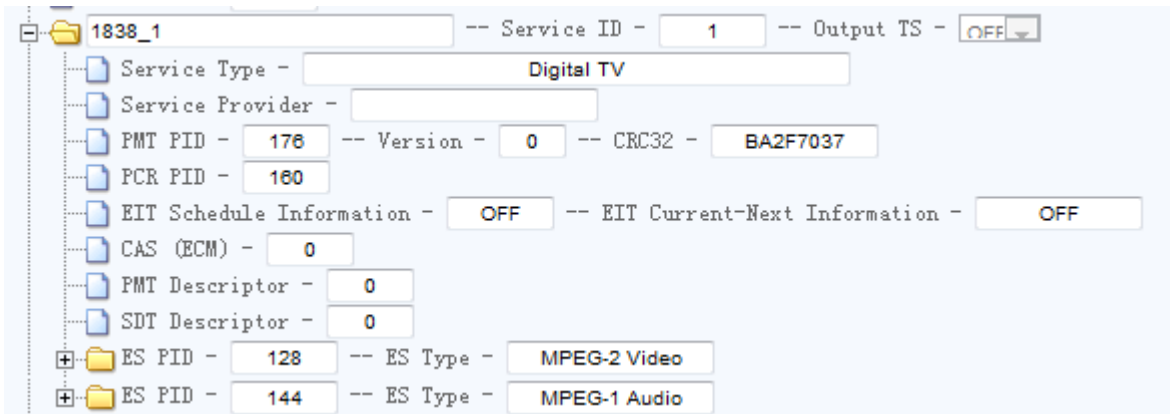 1838_1 -- Service ID - 1 -- Output TS - OFF
Service Type - Digital TV
Service Provider -
PMT PID - 176 -- Version - 0 -- CRC32 - BA2F7037
PCR PID - 160
EIT Schedule Information - OFF -- EIT Current-Next Information - OFF
CAS (ECM) - 0
PMT Descriptor - 0
SDT Descriptor - 0
ES PID - 128 -- ES Type - MPEG-2 Video
ES PID - 144 -- ES Type - MPEG-1 Audio